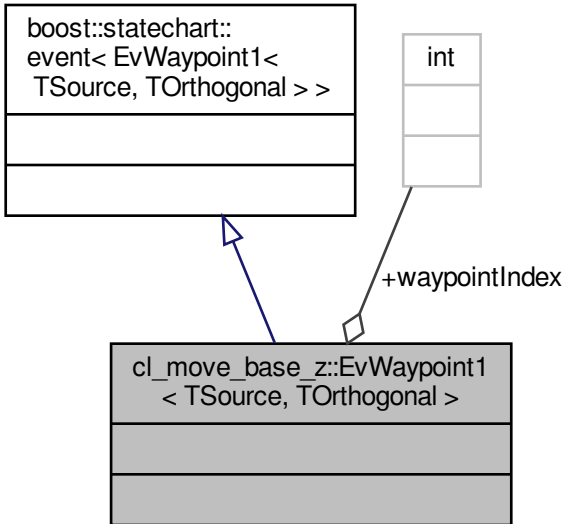 boost::statechart::
event< EvWaypoint1<
TSource, TOrthogonal > >
int
+waypointIndex
cl_move_base_z::EvWaypoint1
< TSource, TOrthogonal >